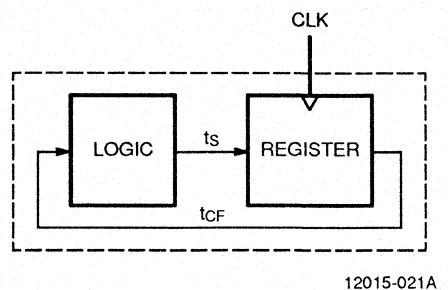 CLK
LOGIC
tS
REGISTER
tCF
12015-021A